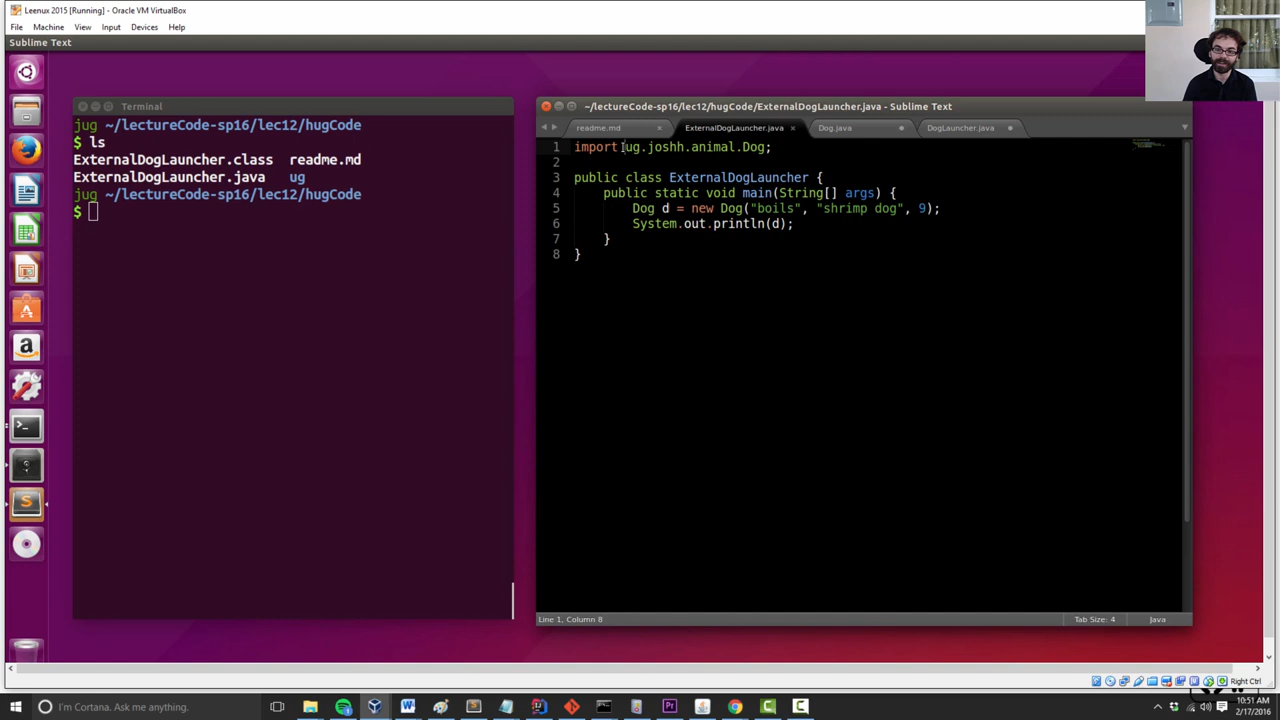 Leenux 2015 [Running] - Oracle VM VirtualBox
File Machine View Input Devices Help
Sublime Text
Terminal
jug ~/lectureCode-sp16/lec12/hugCode
$ ls
ExternalDogLauncher.class readme.md
ExternalDogLauncher.java ug
jug ~/lectureCode-sp16/lec12/hugCode
$
~/lectureCode-sp16/lec12/hugCode/ExternalDogLauncher.java - Sublime Text
readme.md × ExternalDogLauncher.java × Dog.java DogLauncher.java
1 import ug.joshh.animal.Dog;
2
3 public class ExternalDogLauncher {
4 public static void main(String[] args) {
5 Dog d = new Dog("boils", "shrimp dog", 9);
6 System.out.println(d);
7 }
8 }
Line 1, Column 8 Tab Size: 4 Java
Right Ctrl
I'm Cortana. Ask me anything.
10:51 AM
2/17/2016